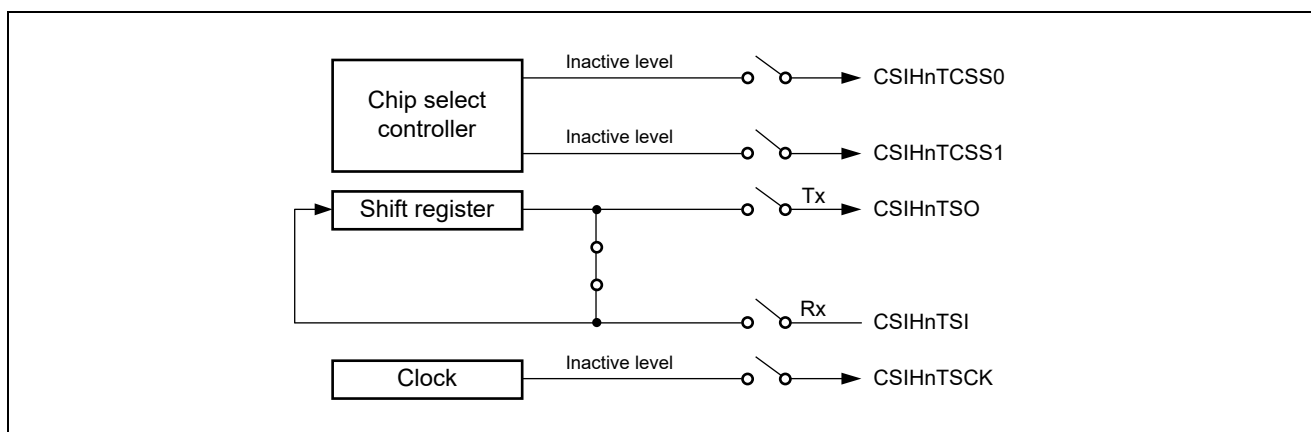 Inactive level
CSIHnTCSS0
Chip select
controller
Inactive level
CSIHnTCSS1
Shift register
Tx
CSIHnTSO
Rx
CSIHnTSI
Clock
Inactive level
CSIHnTSCK